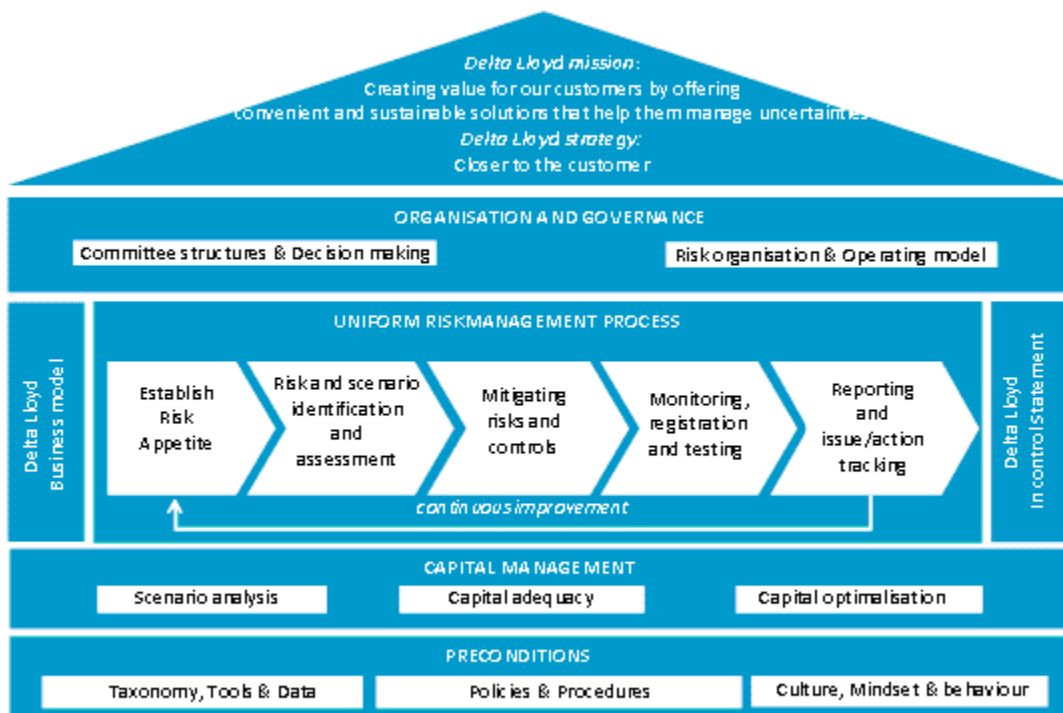 Delta Lloyd mission:
Creating value for our customers by offering
convenient and sustainable solutions that help them manage uncertainties
Delta Lloyd strategy:
Closer to the customer
ORGANISATION AND GOVERNANCE
Committee structures & Decision making
Risk organisation & Operating model
Delta Lloyd
Business model
UNIFORM RISKMANAGEMENT PROCESS
Establish
Risk
Appetite
Risk and scenario
identification
and
assessment
Mitigating
risks and
controls
Monitoring,
registration
and testing
Reporting
and
issue/action
tracking
continuous improvement
Delta Lloyd
In control Statement
CAPITAL MANAGEMENT
Scenario analysis
Capital adequacy
Capital optimalisation
PRECONDITIONS
Taxonomy, Tools & Data
Policies & Procedures
Culture, Mindset & behaviour